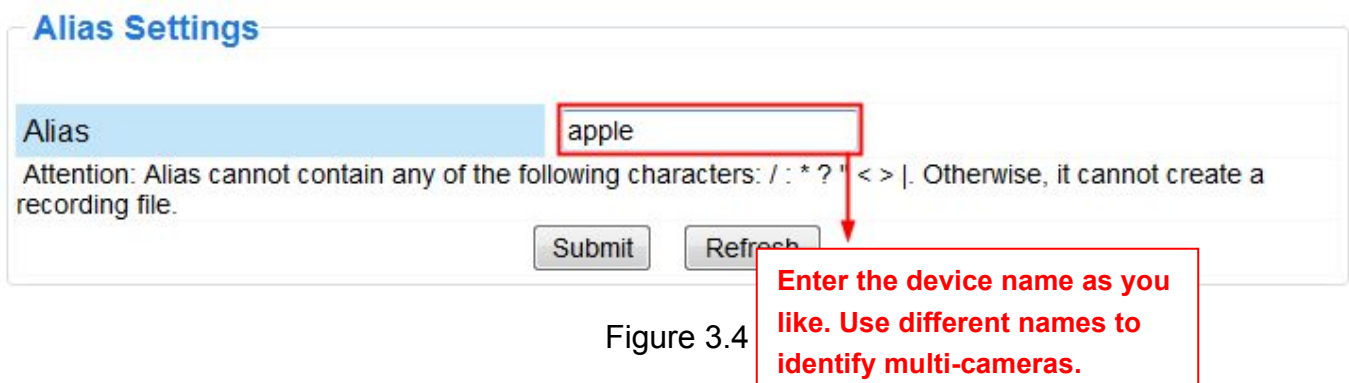 Alias Settings
Alias
apple
Attention: Alias cannot contain any of the following characters: / : * ? " < > |. Otherwise, it cannot create a
recording file.
Submit
Refresh
Enter the device name as you
like. Use different names to
identify multi-cameras.
Figure 3.4